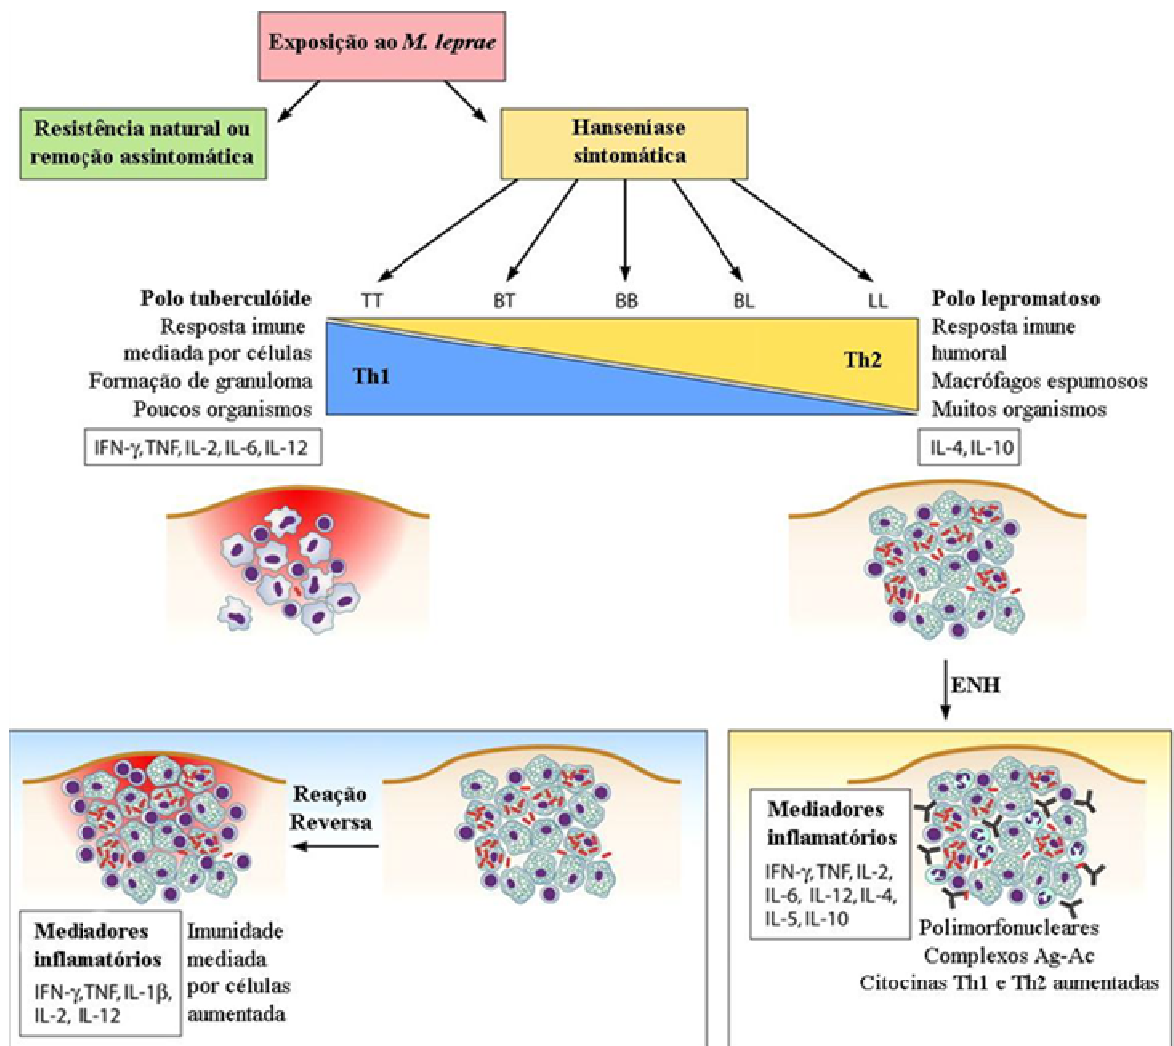 Exposição ao M. leprae
Resistência natural ou
remoção assintomática
Hanseníase
sintomática
TT
BT
BB
BL
LL
Polo tuberculóide
Resposta imune
mediada por células
Formação de granuloma
Poucos organismos
IFN-γ, TNF, IL-2, IL-6, IL-12
Th1
Th2
Polo lepromatoso
Resposta imune
humoral
Macrófagos espumosos
Muitos organismos
IL-4, IL-10
ENH
Reação
Reversa
Mediadores
inflamatórios
IFN-γ, TNF, IL-1β,
IL-2, IL-12
Imunidade
mediada
por células
aumentada
Mediadores
inflamatórios
IFN-γ, TNF, IL-2,
IL-6, IL-12, IL-4,
IL-5, IL-10
Polimorfonucleares
Complexos Ag-Ac
Citocinas Th1 e Th2 aumentadas